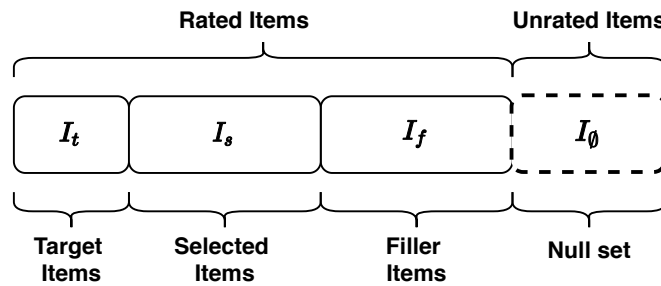 Rated Items Unrated Items
I_t I_s I_f I_∅
Target Selected Filler Null set
Items Items Items